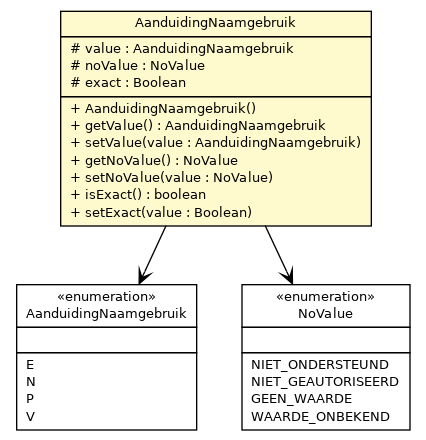 AanduidingNaamgebruik
# value : AanduidingNaamgebruik
# noValue : NoValue
# exact : Boolean
+ AanduidingNaamgebruik()
+ getValue() : AanduidingNaamgebruik
+ setValue(value : AanduidingNaamgebruik)
+ getNoValue() : NoValue
+ setNoValue(value : NoValue)
+ isExact() : boolean
+ setExact(value : Boolean)
«enumeration»
AanduidingNaamgebruik
E
N
P
V
«enumeration»
NoValue
NIET_ONDERSTEUND
NIET_GEAUTORISEERD
GEEN_WAARDE
WAARDE_ONBEKEND